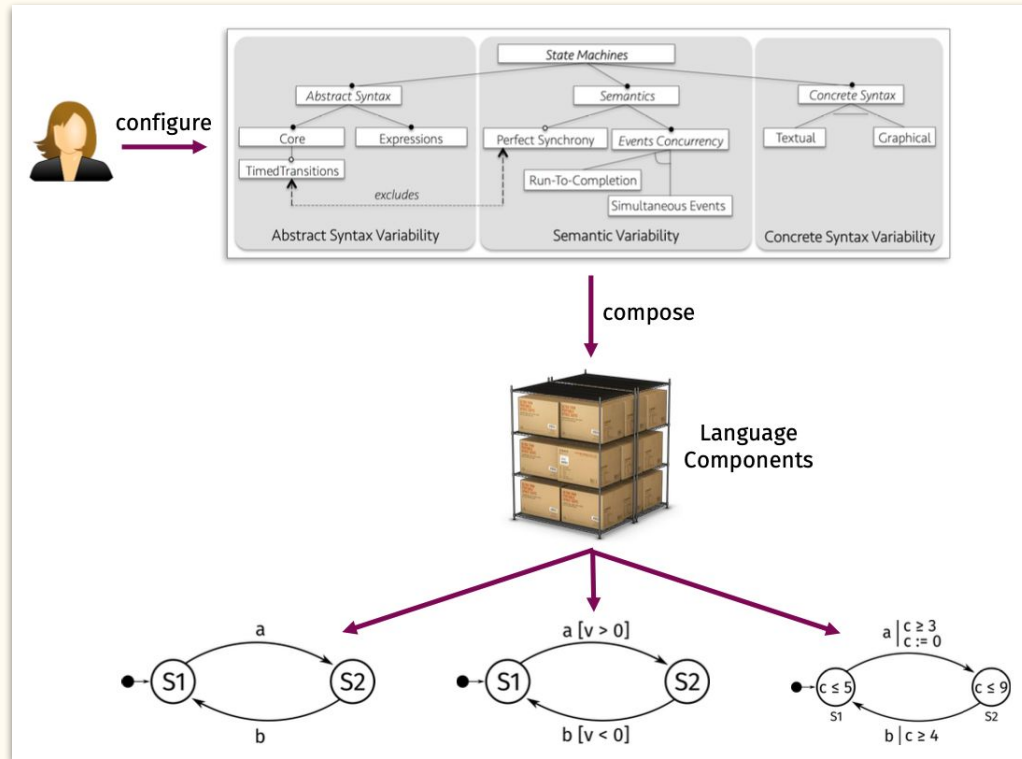 State Machines
Abstract Syntax
Semantics
Concrete Syntax
configure
Core
Expressions
Perfect Synchrony
Events Concurrency
Textual
Graphical
TimedTransitions
Run-To-Completion
excludes
Simultaneous Events
Abstract Syntax Variability
Semantic Variability
Concrete Syntax Variability
compose
Language
Components
a
S1
S2
b
a [v > 0]
S1
S2
b [v < 0]
a | c ≥ 3
c := 0
c ≤ 5
c ≤ 9
S1
S2
b | c ≥ 4